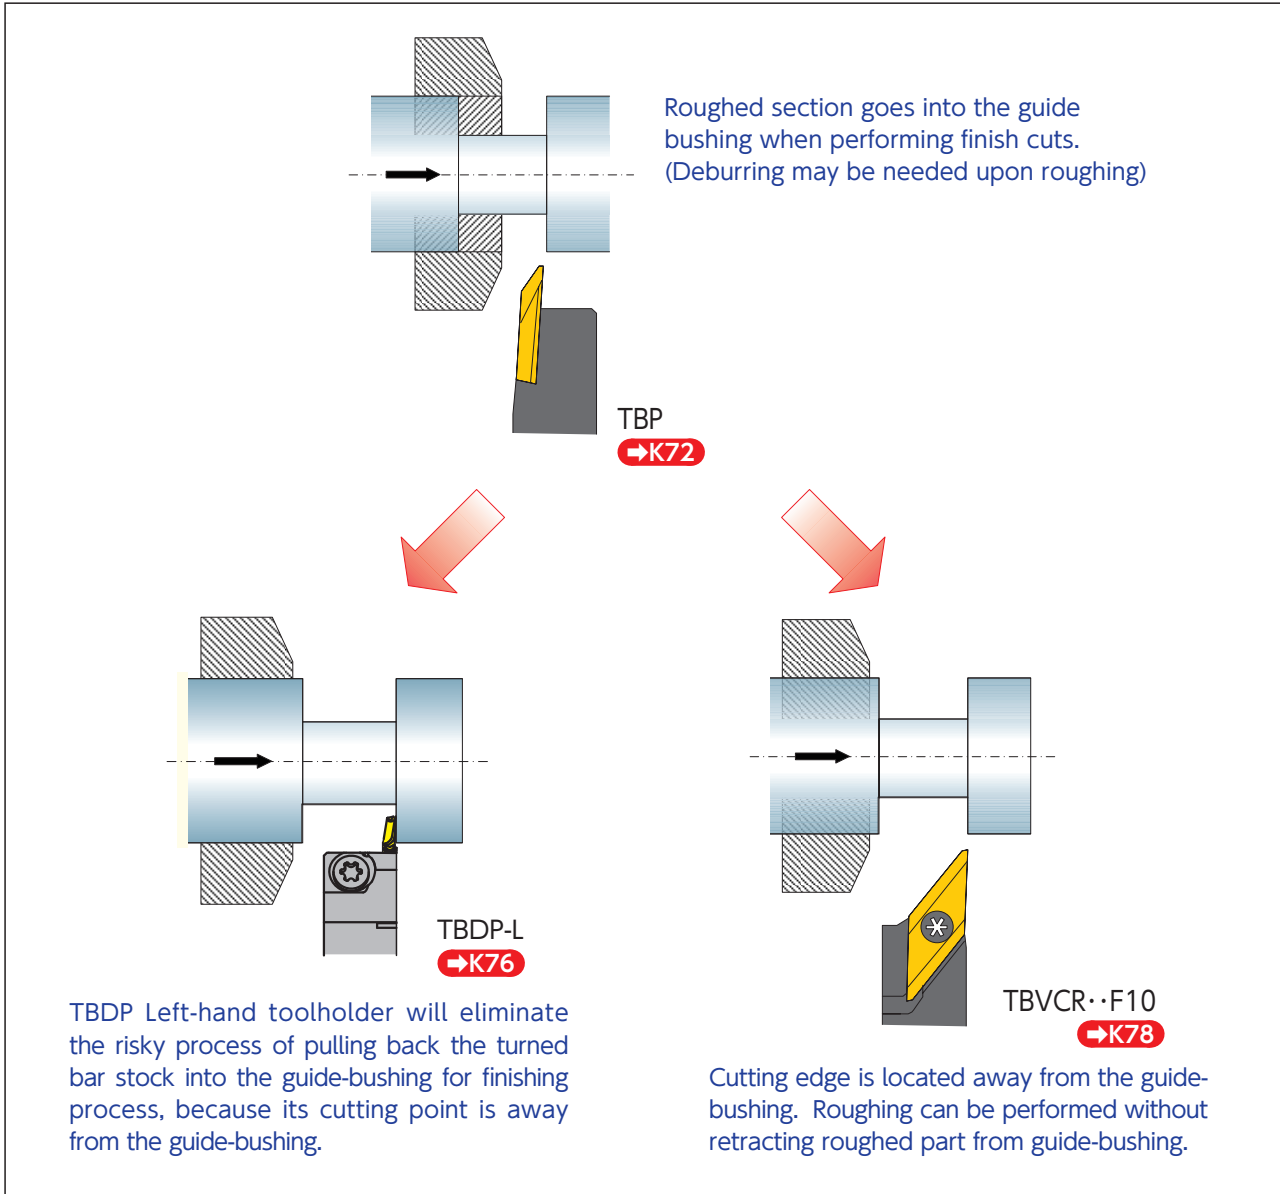 Roughed section goes into the guide
bushing when performing finish cuts.
(Deburring may be needed upon roughing)
TBP
➡K72
TBDP-L
➡K76
TBDP Left-hand toolholder will eliminate
the risky process of pulling back the turned
bar stock into the guide-bushing for finishing
process, because its cutting point is away
from the guide-bushing.
TBVCR··F10
➡K78
Cutting edge is located away from the guide-
bushing. Roughing can be performed without
retracting roughed part from guide-bushing.